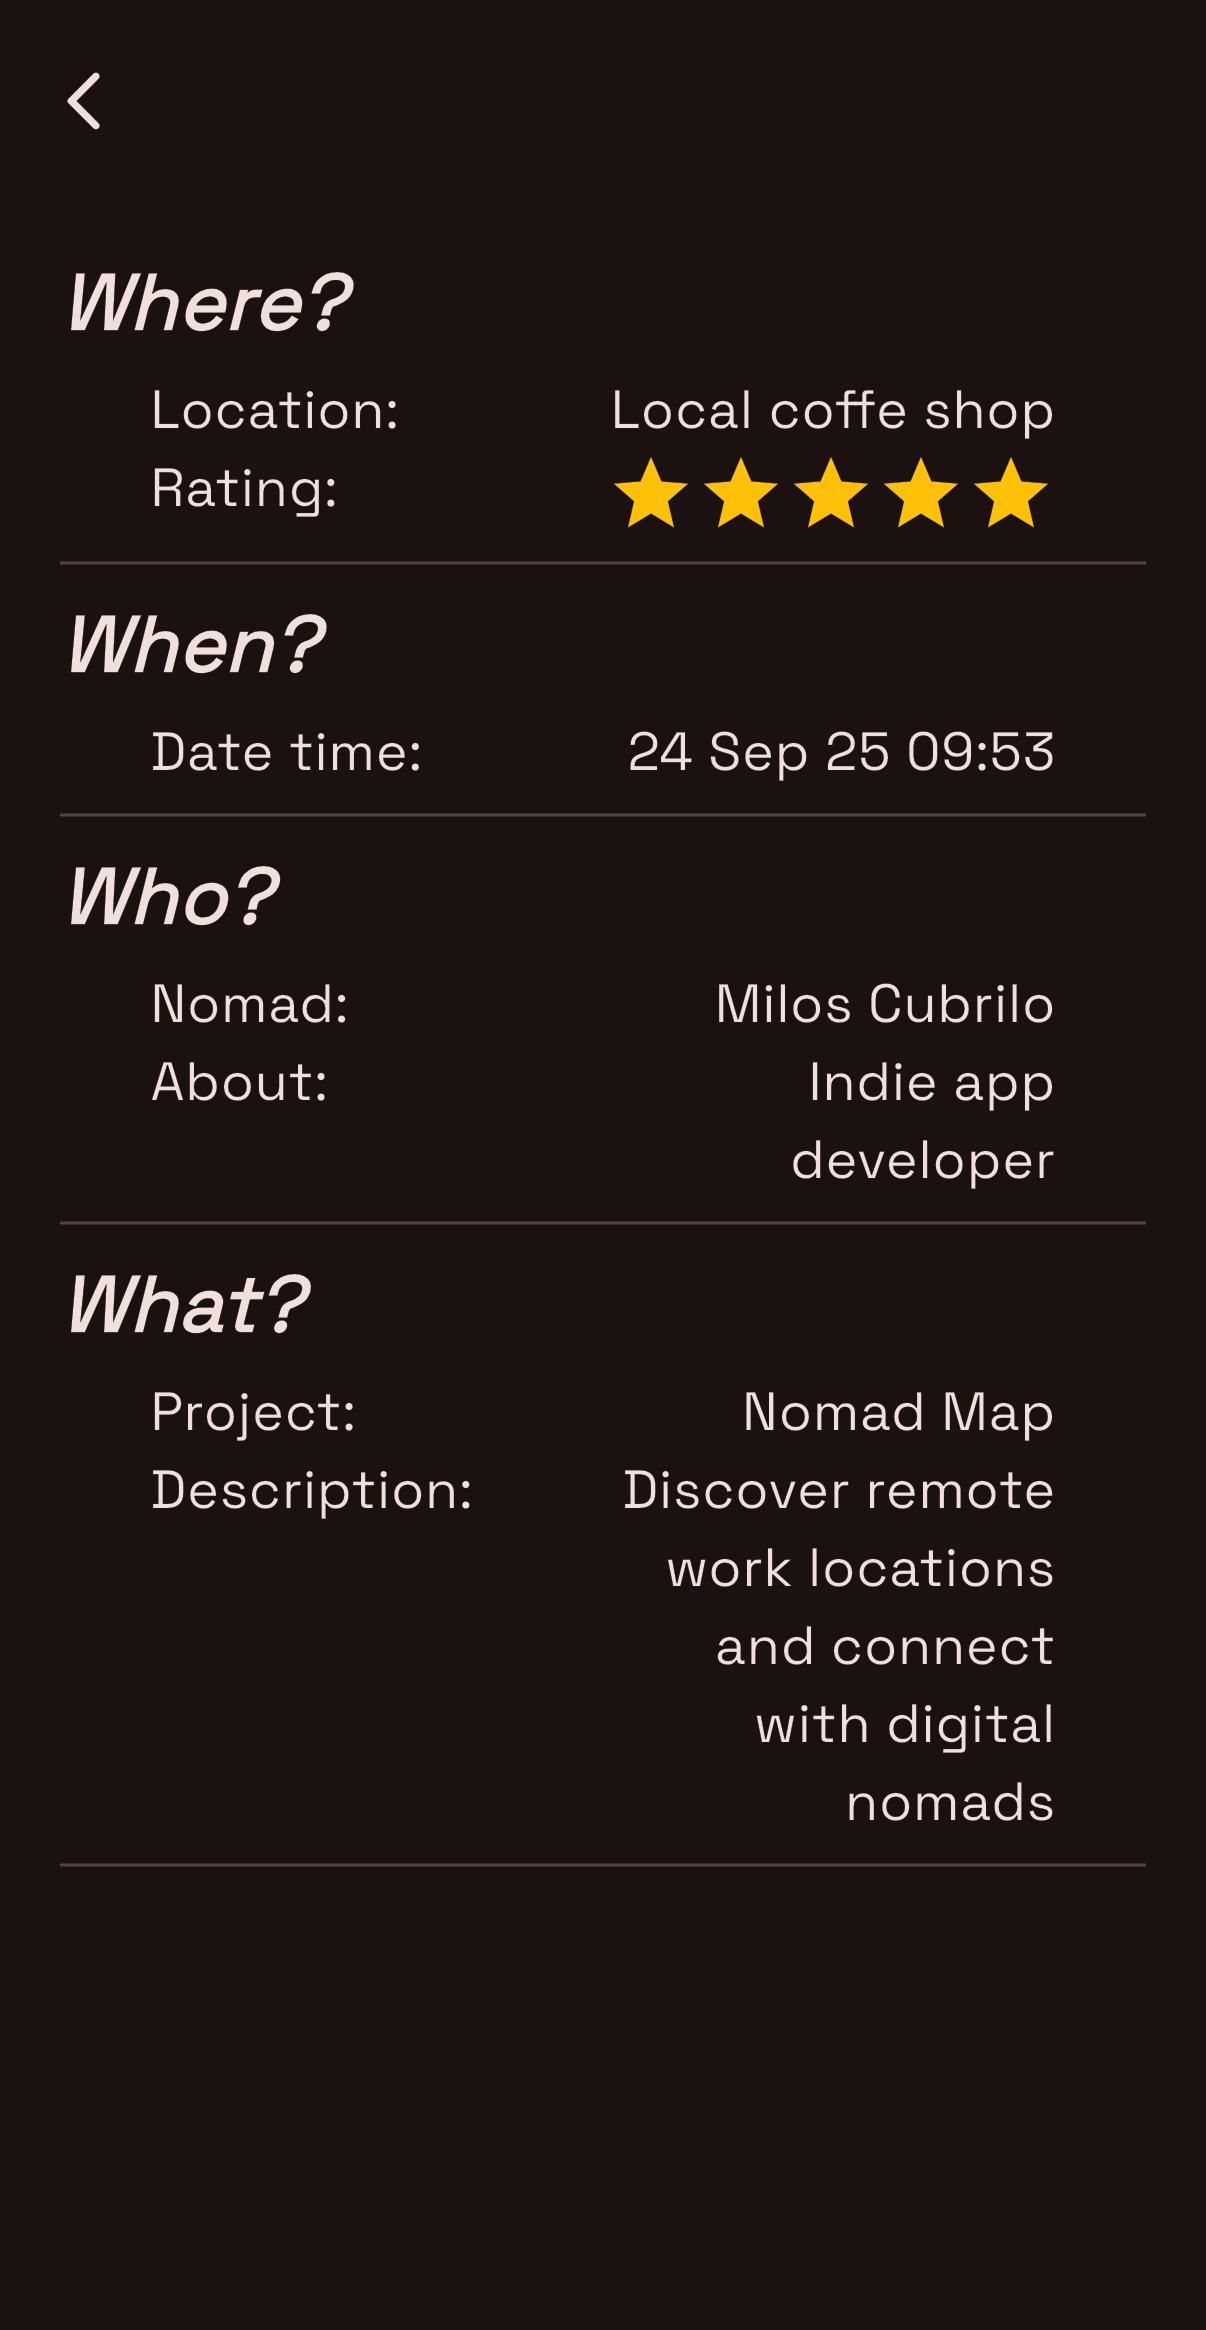 Where?
Location: Local coffe shop
Rating:
When?
Date time: 24 Sep 25 09:53
Who?
Nomad: Milos Cubrilo
About: Indie app
developer
What?
Project: Nomad Map
Description: Discover remote
work locations
and connect
with digital
nomads